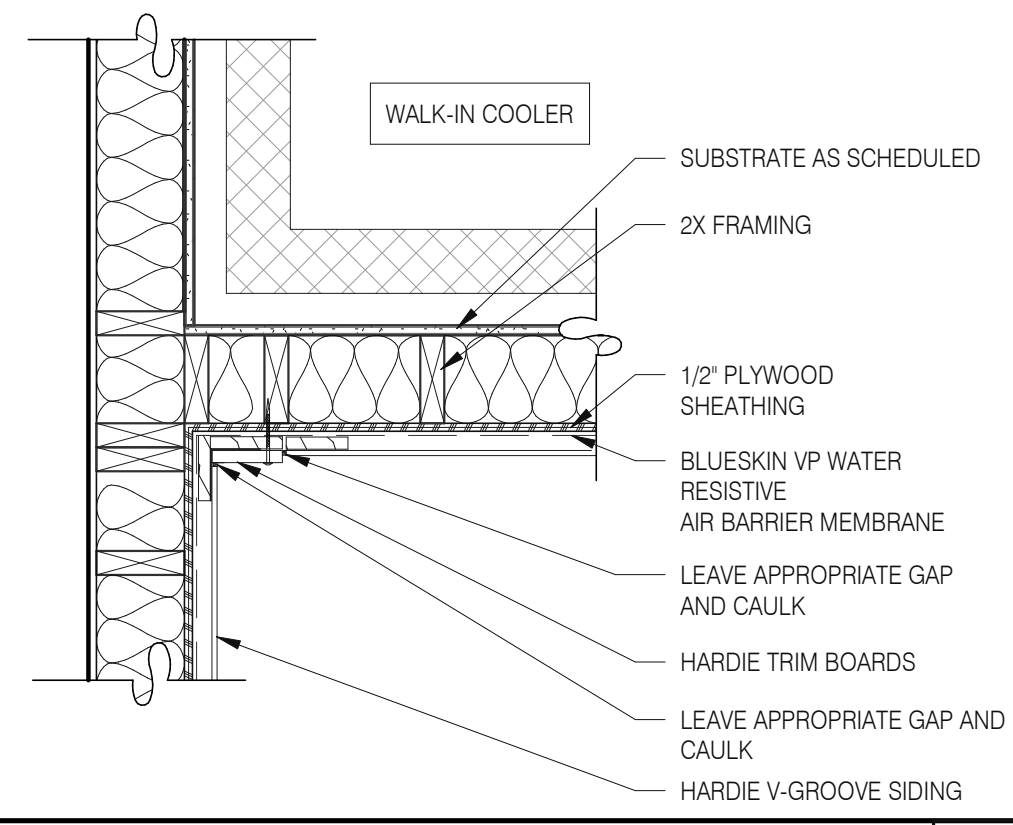 WALK-IN COOLER
SUBSTRATE AS SCHEDULED
2X FRAMING
1/2" PLYWOOD
SHEATHING
BLUESKIN VP WATER
RESISTIVE
AIR BARRIER MEMBRANE
LEAVE APPROPRIATE GAP
AND CAULK
HARDIE TRIM BOARDS
LEAVE APPROPRIATE GAP AND
CAULK
HARDIE V-GROOVE SIDING